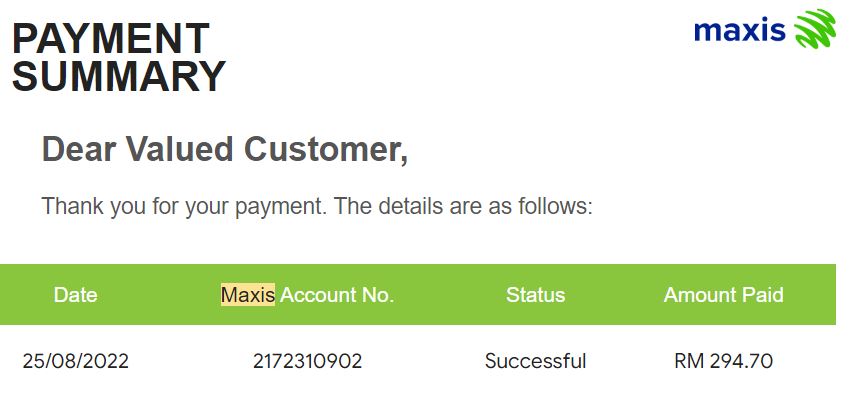 PAYMENT
SUMMARY
maxis
Dear Valued Customer,
Thank you for your payment. The details are as follows:
Date Maxis Account No. Status Amount Paid
25/08/2022 2172310902 Successful RM 294.70